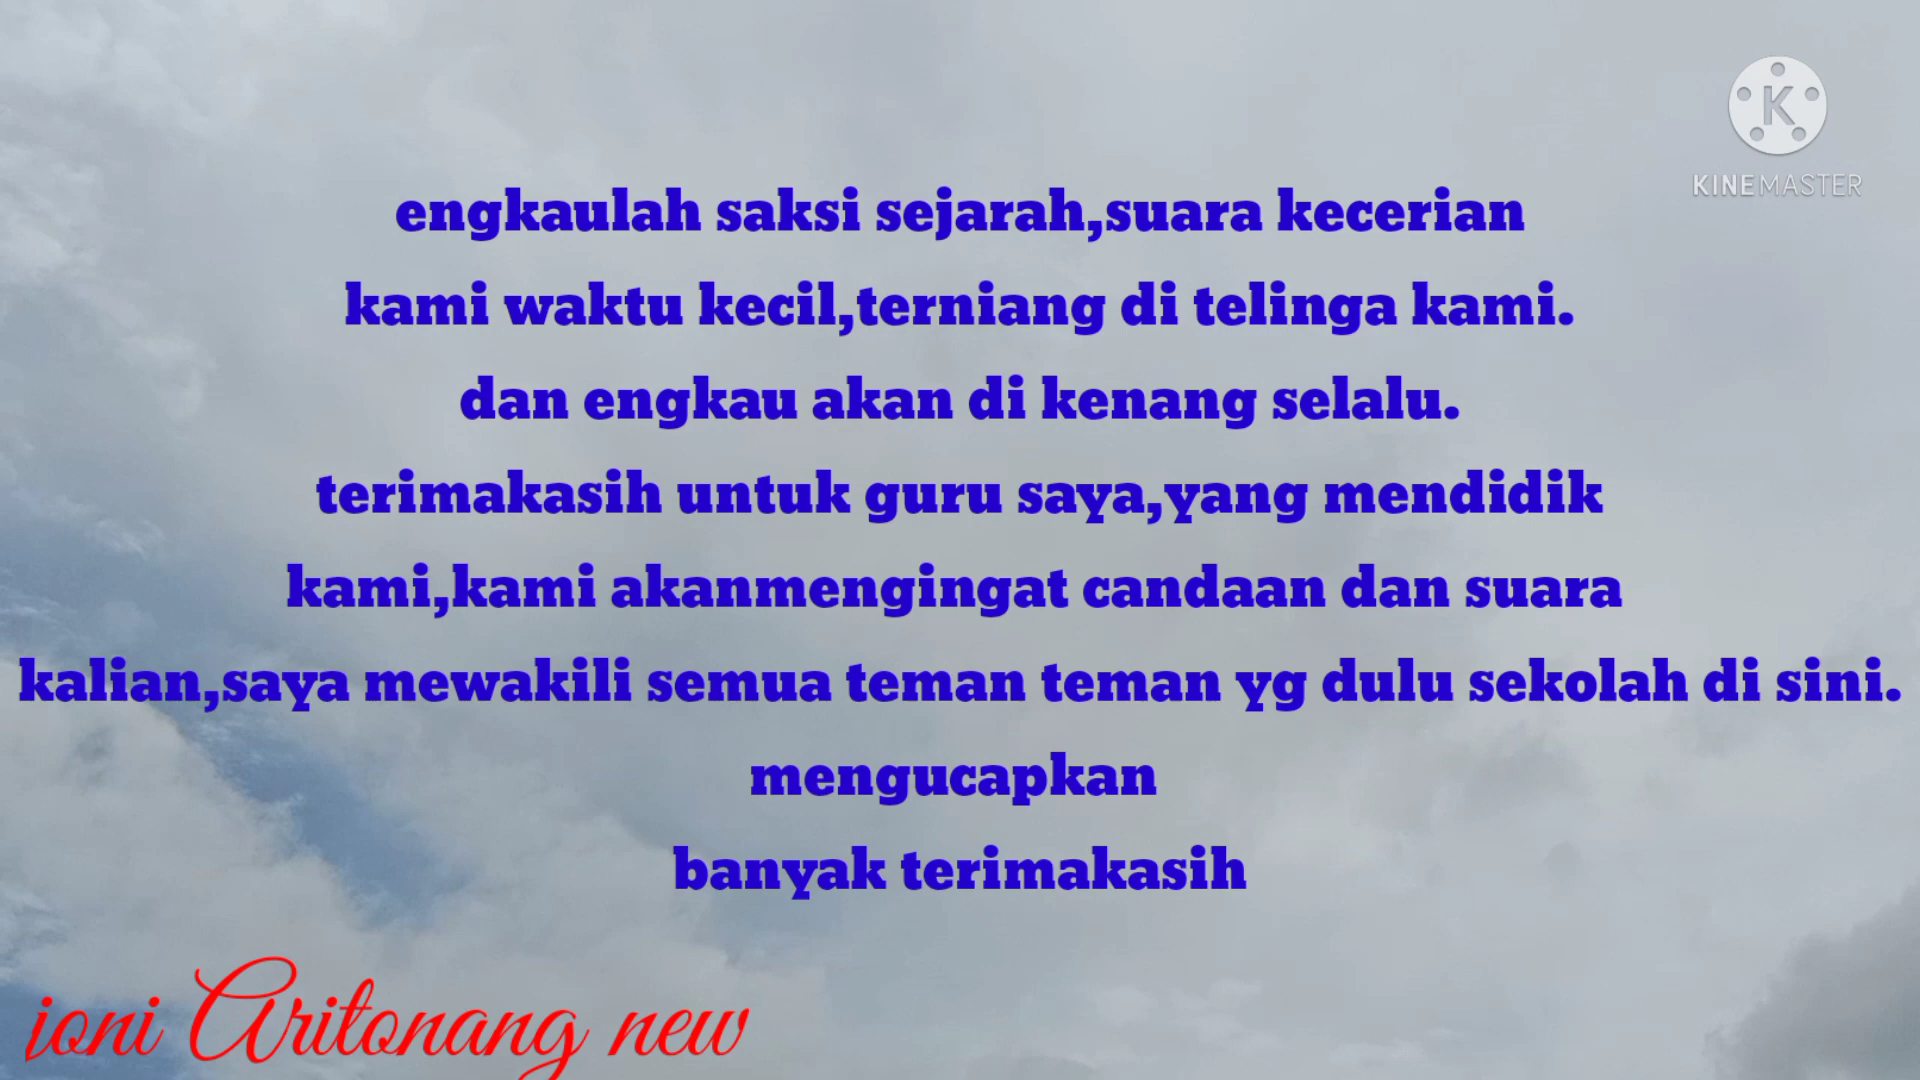 KINEMASTER
engkaulah saksi sejarah,suara kecerian
kami waktu kecil,terniang di telinga kami.
dan engkau akan di kenang selalu.
terimakasih untuk guru saya,yang mendidik
kami,kami akanmengingat candaan dan suara
kalian,saya mewakili semua teman teman yg dulu sekolah di sini.
mengucapkan
banyak terimakasih
joni Aritonang new